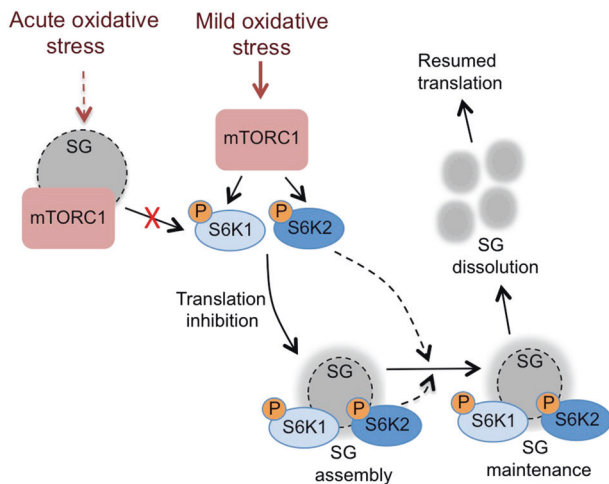 Acute oxidative
stress
Mild oxidative
stress
Resumed
translation
SG
mTORC1
mTORC1
X
P
S6K1
P
S6K2
SG
dissolution
Translation
inhibition
SG
P
S6K1
P
S6K2
SG
assembly
SG
P
S6K1
P
S6K2
SG
maintenance